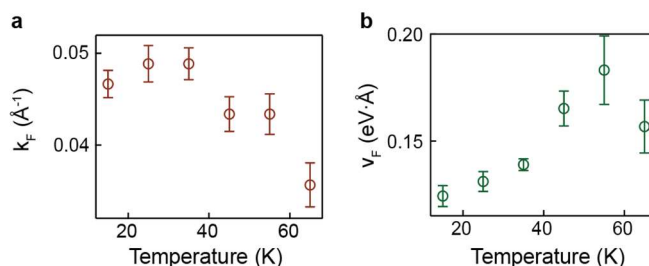 a
k_F (Å⁻¹)
0.05
0.04
20 40 60
Temperature (K)
b
v_F (eV·Å)
0.20
0.15
20 40 60
Temperature (K)